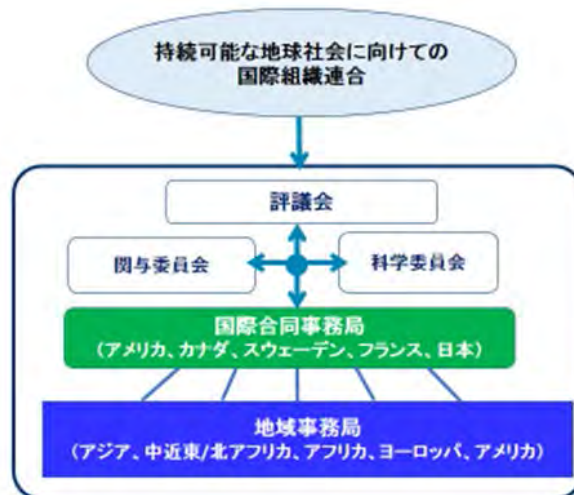 持続可能な地球社会に向けての
国際組織連合
評議会
関与委員会
科学委員会
国際合同事務局
（アメリカ、カナダ、スウェーデン、フランス、日本）
地域事務局
（アジア、中近東/北アフリカ、アフリカ、ヨーロッパ、アメリカ）